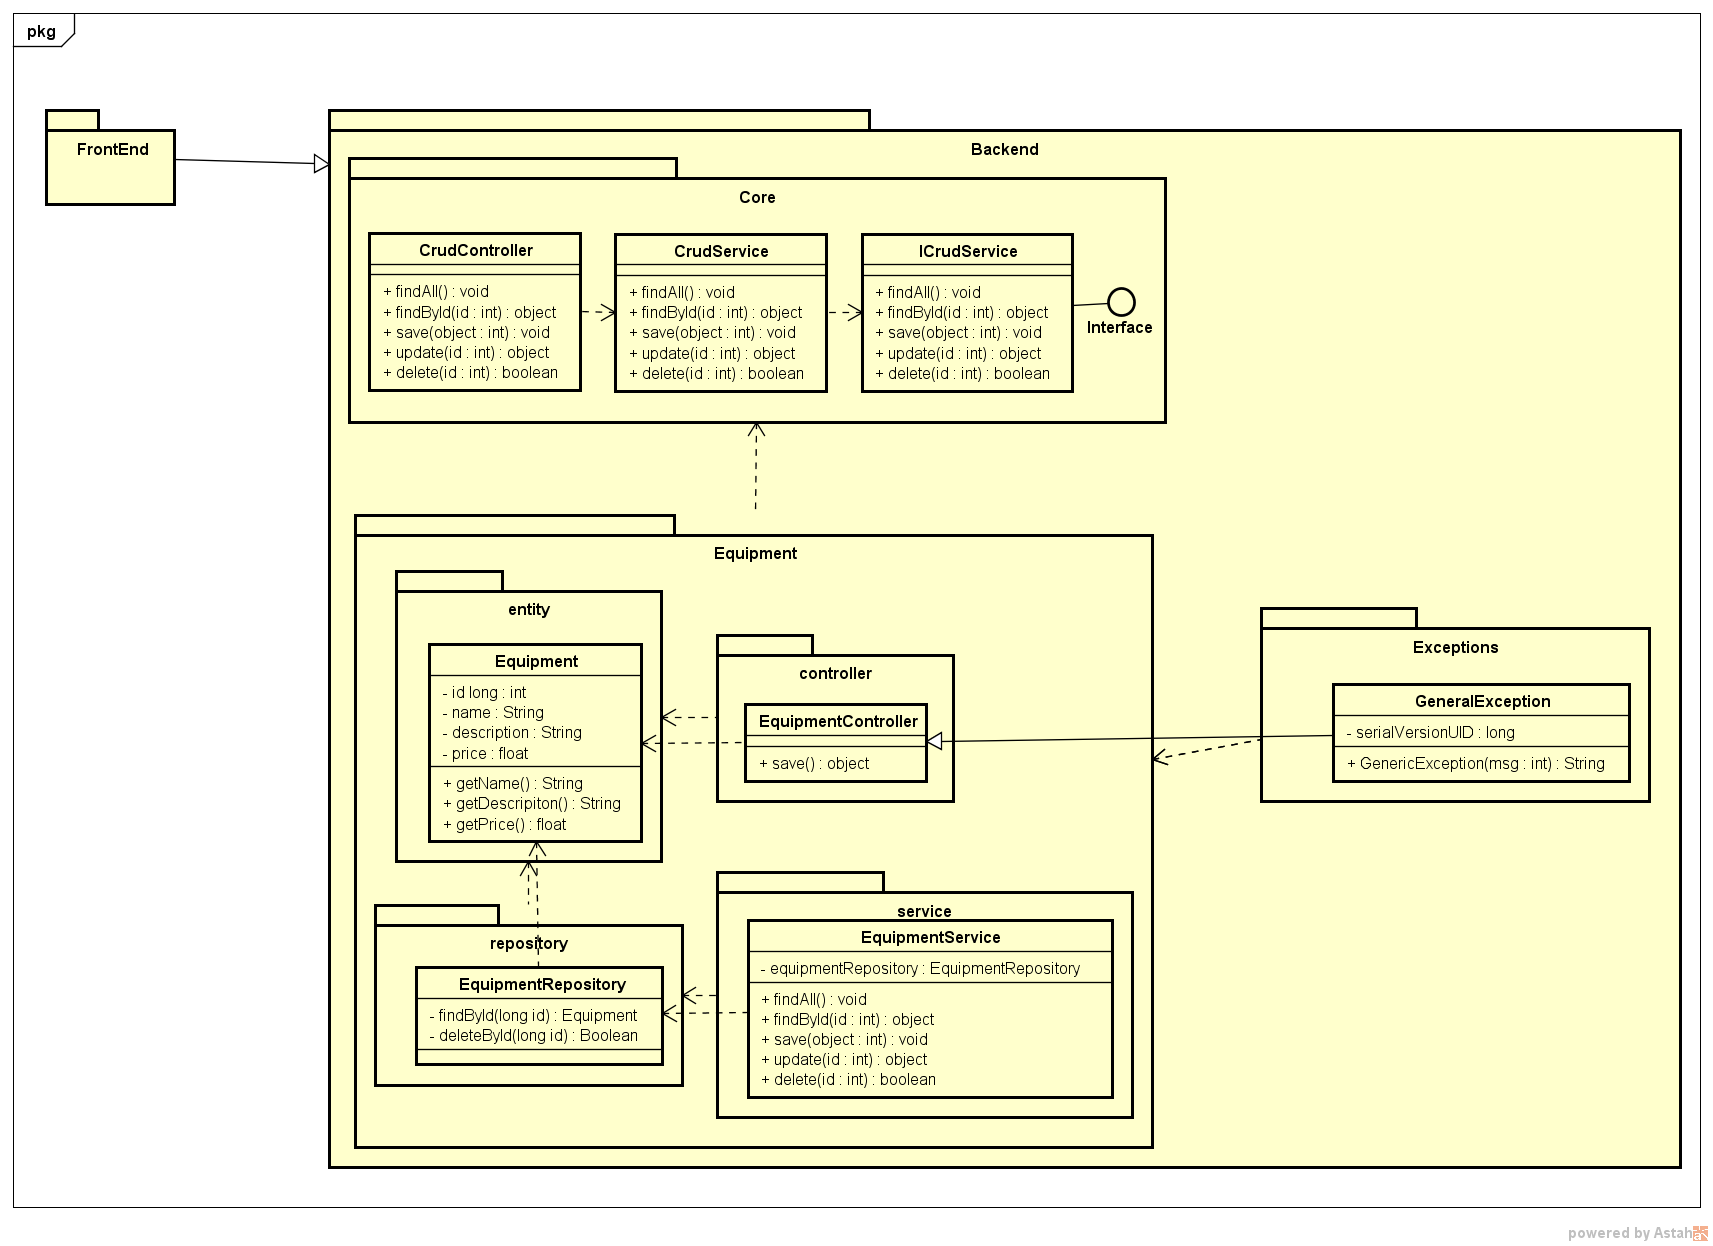 pkg
FrontEnd
Backend
Core
CrudController
+ findAll() : void
+ findById(id : int) : object
+ save(object : int) : void
+ update(id : int) : object
+ delete(id : int) : boolean
CrudService
+ findAll() : void
+ findById(id : int) : object
+ save(object : int) : void
+ update(id : int) : object
+ delete(id : int) : boolean
ICrudService
+ findAll() : void
+ findById(id : int) : object
+ save(object : int) : void
+ update(id : int) : object
+ delete(id : int) : boolean
Interface
Equipment
entity
Equipment
- id long : int
- name : String
- description : String
- price : float
+ getName() : String
+ getDescripiton() : String
+ getPrice() : float
controller
EquipmentController
+ save() : object
Exceptions
GeneralException
- serialVersionUID : long
+ GenericException(msg : int) : String
repository
EquipmentRepository
- findById(long id) : Equipment
- deleteById(long id) : Boolean
service
EquipmentService
- equipmentRepository : EquipmentRepository
+ findAll() : void
+ findById(id : int) : object
+ save(object : int) : void
+ update(id : int) : object
+ delete(id : int) : boolean
powered by Astah